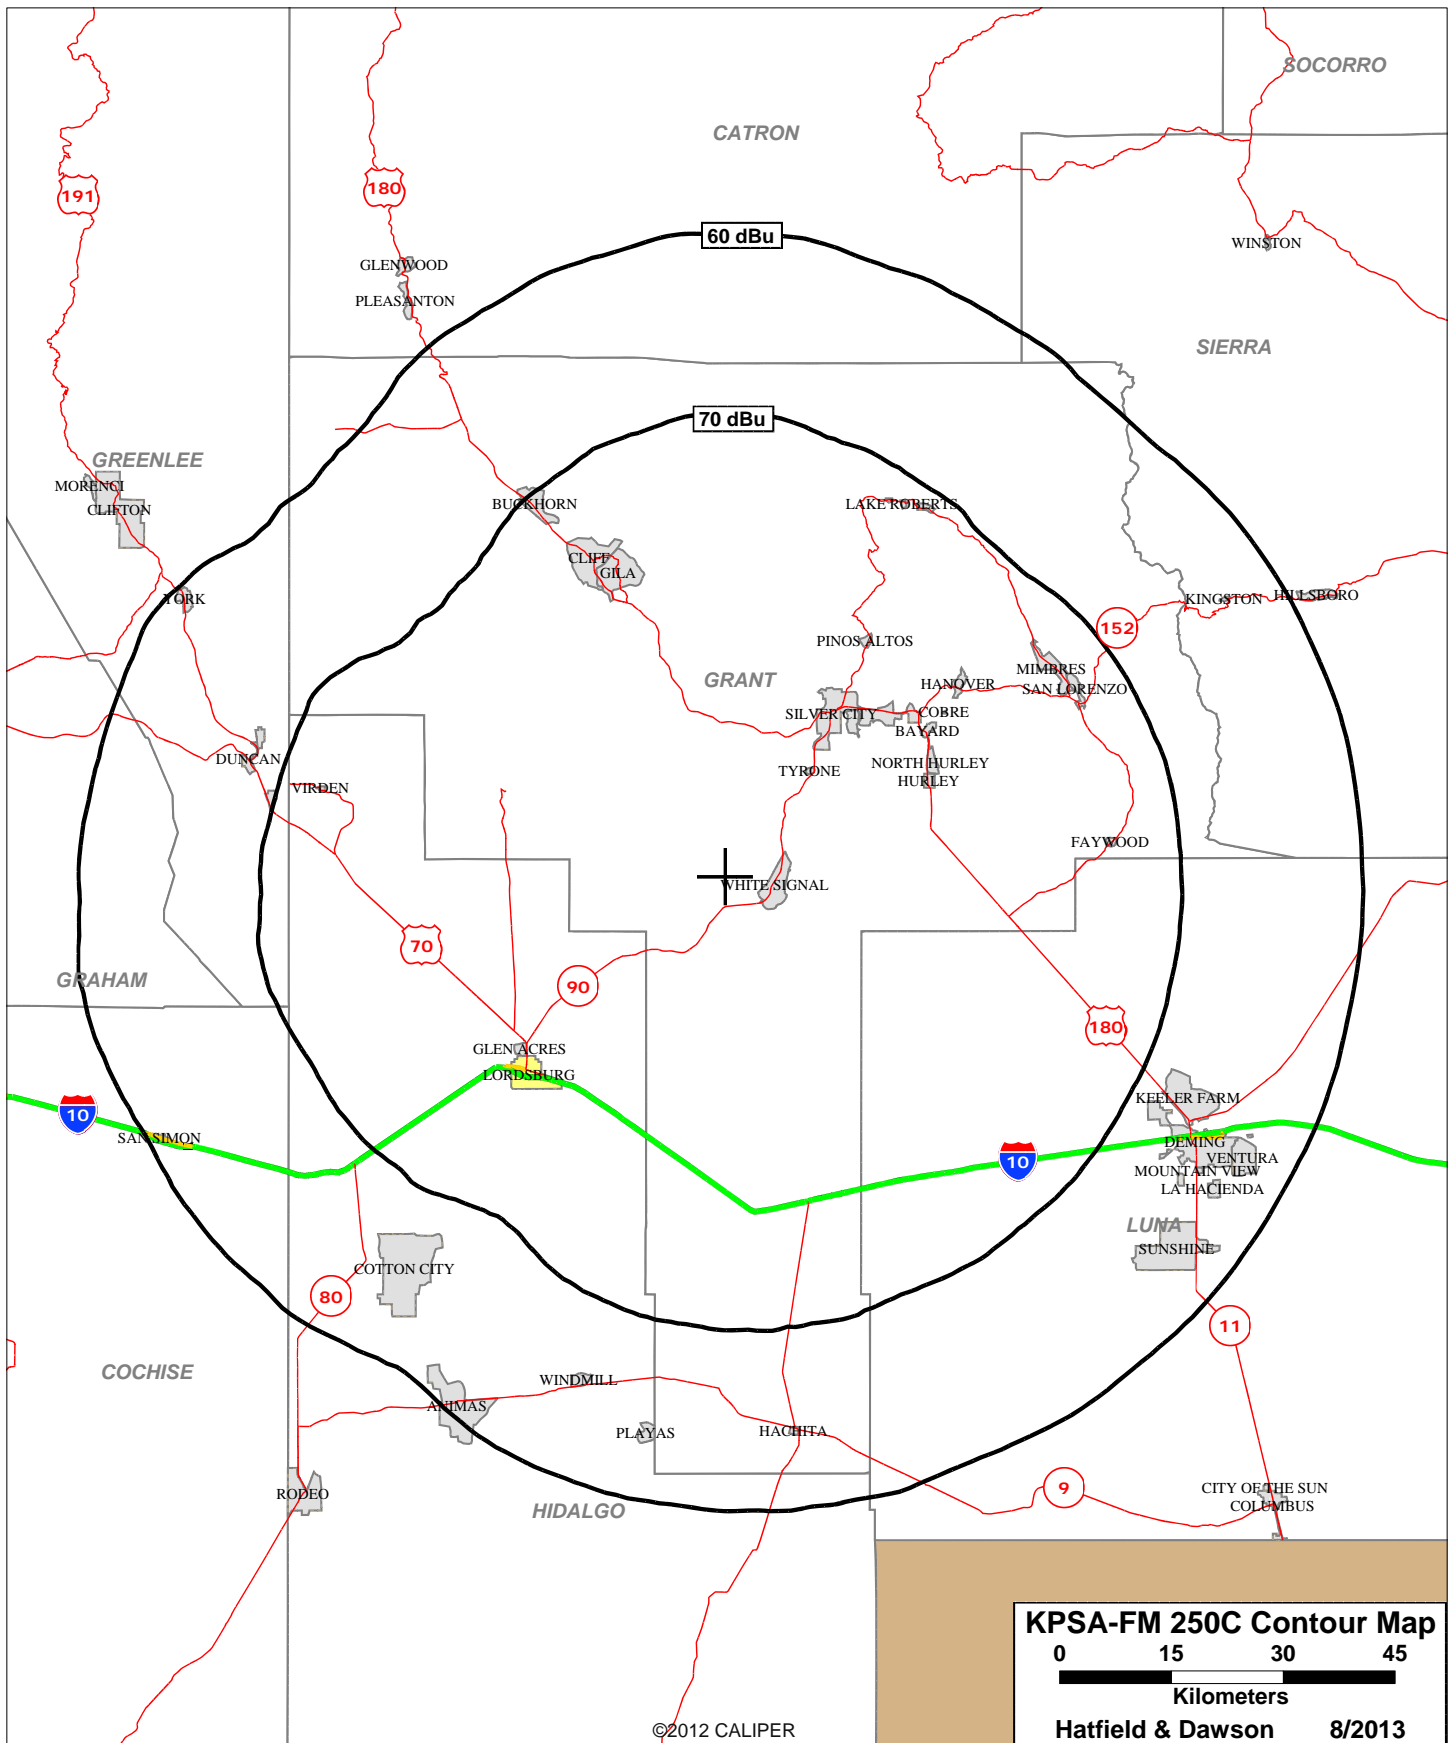 SOCORRO
CATRON
191
180
60 dBu
WINSTON
GLENWOOD
PLEASANTON
SIERRA
70 dBu
GREENLEE
MORENCI
CLIFTON
BUCKHORN
LAKE ROBERTS
CLIFF
GILA
YORK
KINGSTON
HILLSBORO
152
PINOS ALTOS
MIMBRES
GRANT
HANOVER
SAN LORENZO
SILVER CITY
COBRE
BAYARD
DUNCAN
TYRONE
NORTH HURLEY
HURLEY
VIRDEN
FAYWOOD
WHITE SIGNAL
70
GRAHAM
90
180
GLEN ACRES
LORDSBURG
KEELER FARM
10
SAN SIMON
DEMING
VENTURA
10
MOUNTAIN VIEW
LA HACIENDA
LUNA
SUNSHINE
COTTON CITY
80
11
COCHISE
WINDMILL
ANIMAS
PLAYAS
HACHITA
RODEO
9
CITY OF THE SUN
COLUMBUS
HIDALGO
KPSA-FM 250C Contour Map
0 15 30 45
Kilometers
Hatfield & Dawson 8/2013
©2012 CALIPER